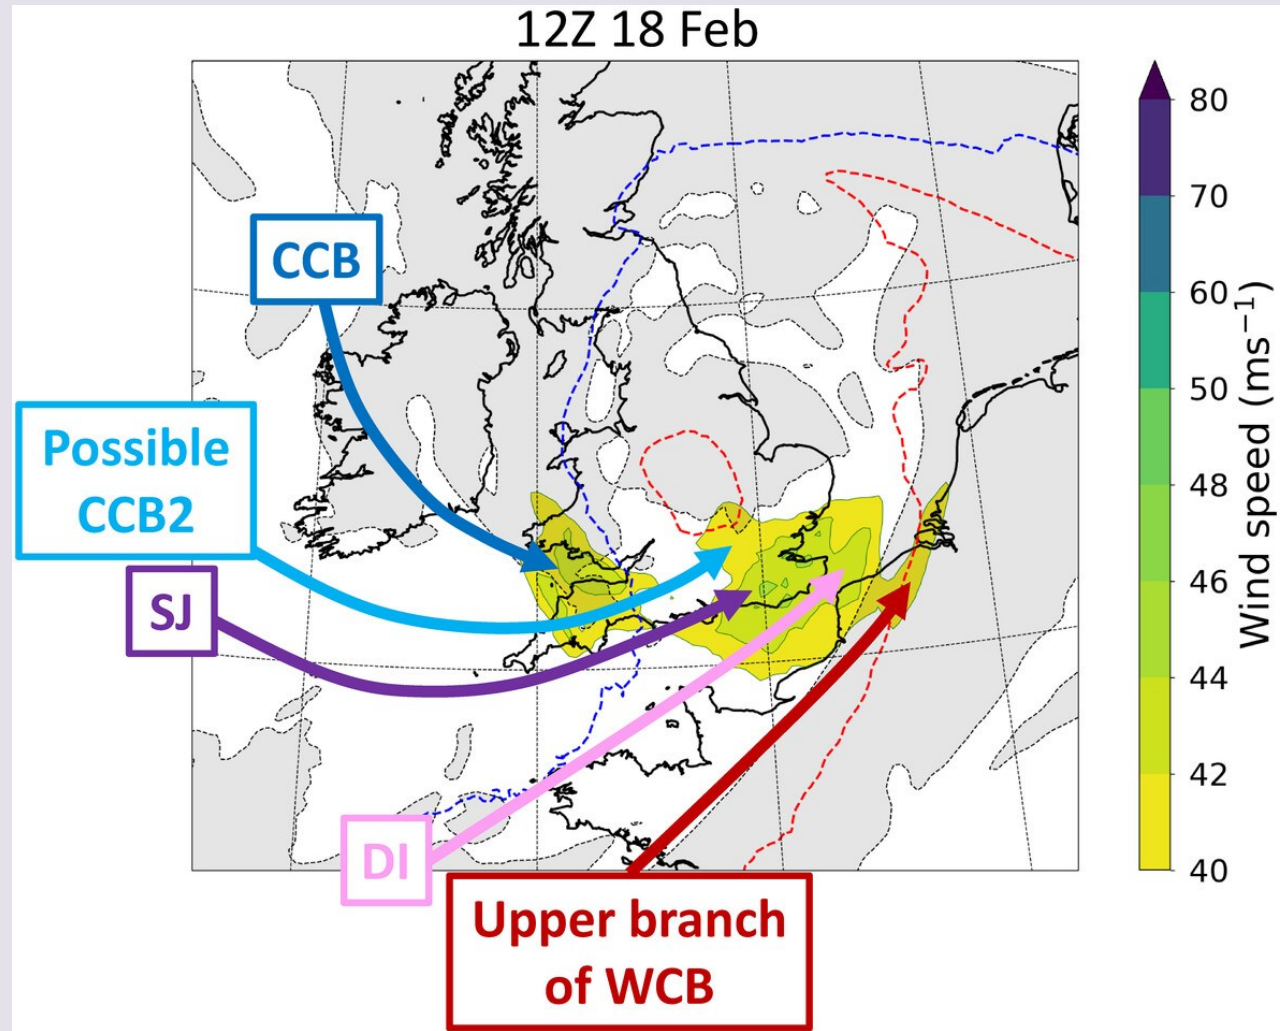 12Z 18 Feb
CCB
Possible
CCB2
SJ
DI
Upper branch
of WCB
80
70
60
50
48
46
44
42
40
Wind speed (ms⁻¹)